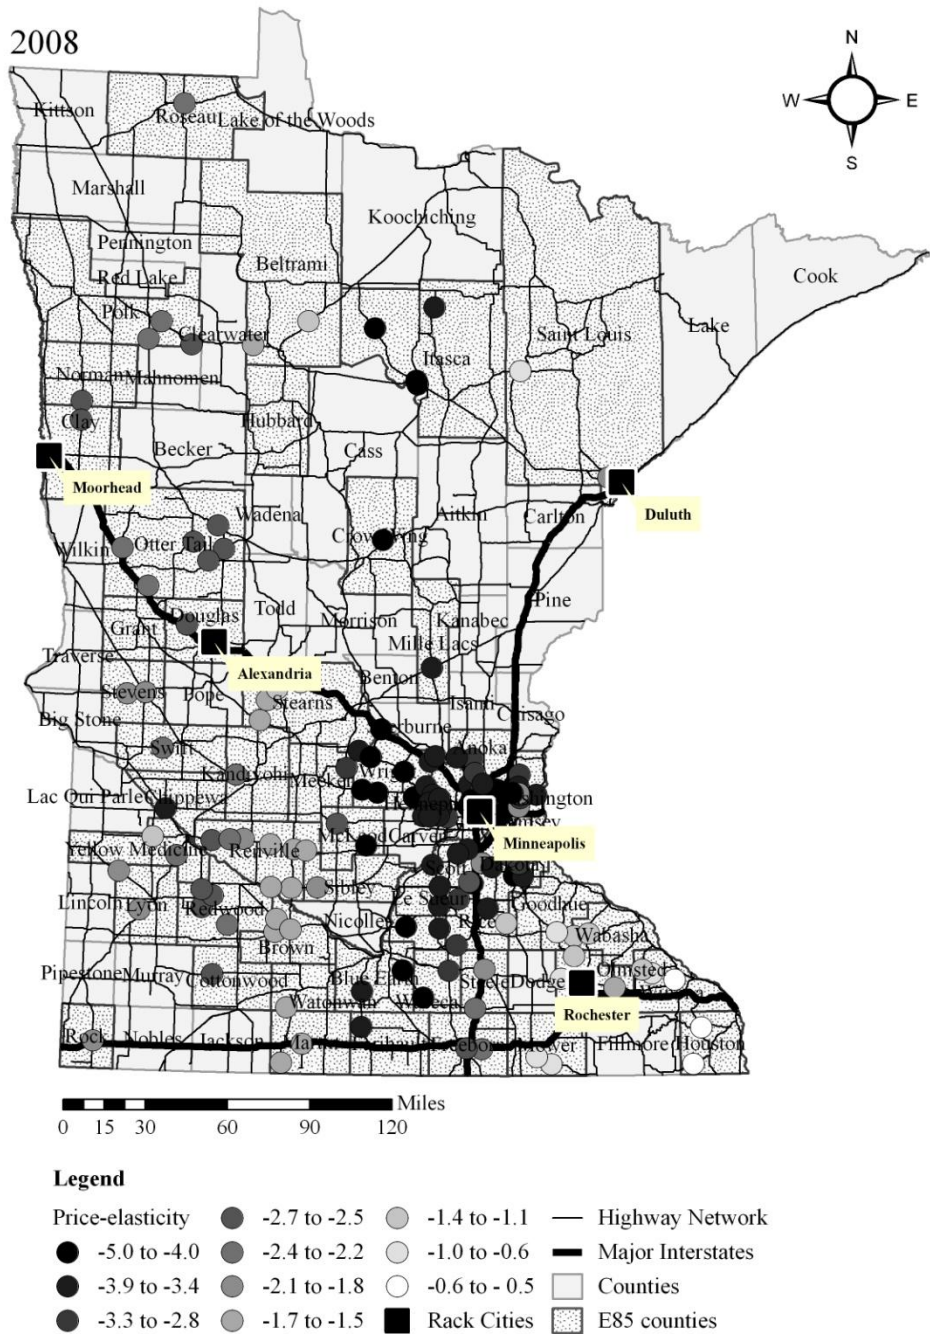 2008
N
W E
S
Kittson
Roseau
Lake of the Woods
Marshall
Koochiching
Pennington
Beltrami
Red Lake
Cook
Polk
Clearwater
Saint Louis
Lake
Itasca
Norman
Mahnomen
Clay
Hubbard
Becker
Cass
Moorhead
Duluth
Wadena
Aitkin
Carlton
Crow Wing
Wilkin
Otter Tail
Pine
Todd
Douglas
Morrison
Kanabec
Grant
Mille Lacs
Traverse
Alexandria
Benton
Stevens
Pope
Stearns
Isanti
Big Stone
Chisago
Anoka
Swift
Kandiyohi
Meeker
Lac Qui Parle
Chippewa
Minneapolis
Carver
Yellow Medicine
Renville
Scott
Dakota
Sibley
Lincoln
Lyon
Redwood
Nicollet
Le Sueur
Rice
Goodhue
Wabasha
Brown
Pipestone
Murray
Cottonwood
Watonwan
Blue Earth
Waseca
Steele
Dodge
Olmsted
Rochester
Rock
Nobles
Jackson
Mower
Fillmore
Houston
Miles
0 15 30 60 90 120
Legend
Price-elasticity
-5.0 to -4.0
-3.9 to -3.4
-3.3 to -2.8
-2.7 to -2.5
-2.4 to -2.2
-2.1 to -1.8
-1.7 to -1.5
-1.4 to -1.1
-1.0 to -0.6
-0.6 to - 0.5
Rack Cities
Highway Network
Major Interstates
Counties
E85 counties